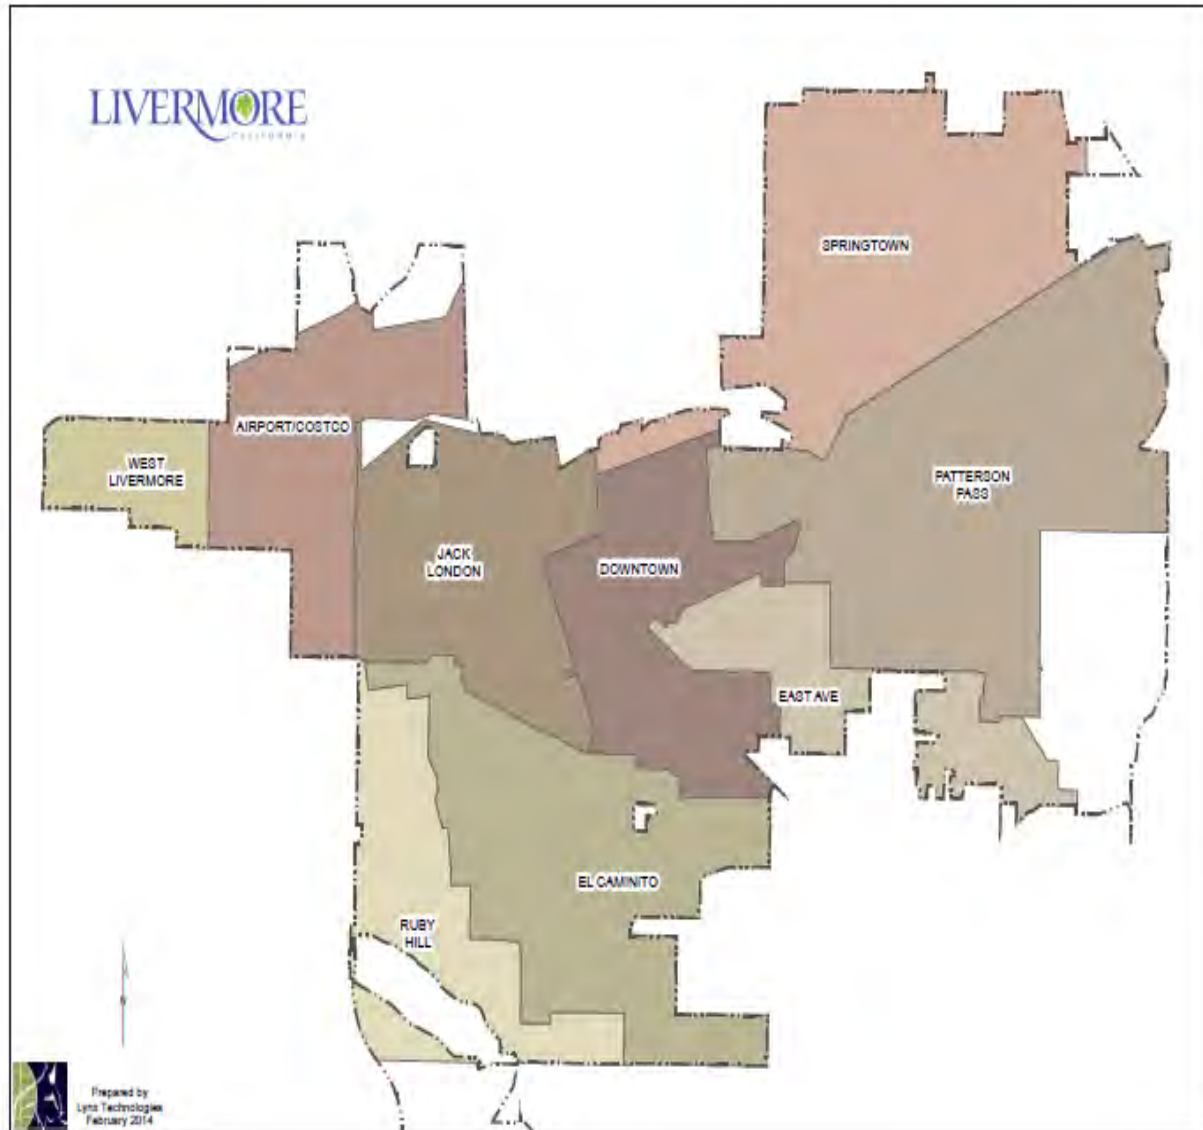 LIVERMORE
CALIFORNIA
SPRINGTOWN
AIRPORT/COSTCO
WEST
LIVERMORE
PATTERSON
PASS
JACK
LONDON
DOWNTOWN
EAST AVE
EL CAMINITO
RUBY
HILL
Prepared by
Lynx Technologies
February 2014